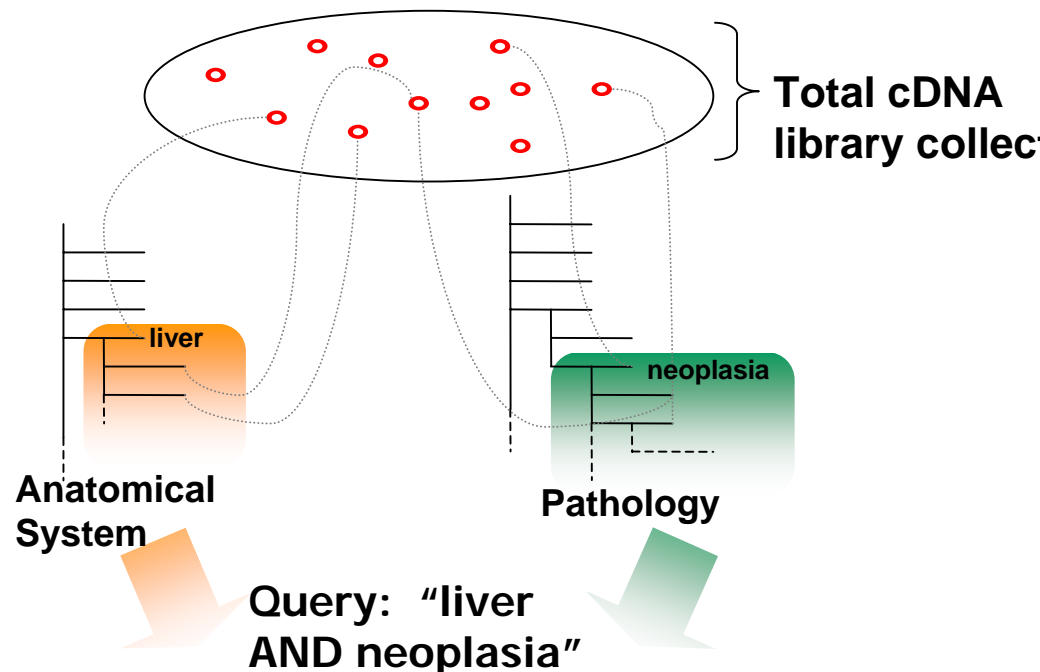 Total cDNA
library collect
liver
neoplasia
Anatomical
System
Pathology
Query: “liver
AND neoplasia”